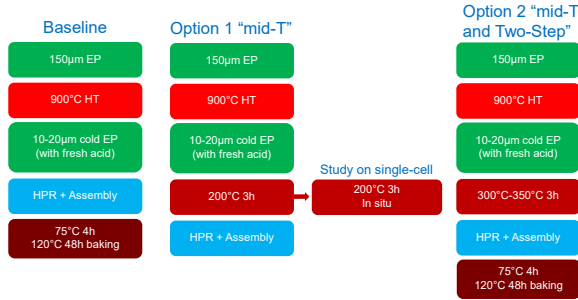 Baseline
150µm EP
900°C HT
10-20µm cold EP
(with fresh acid)
HPR + Assembly
75°C 4h
120°C 48h baking
Option 1 “mid-T”
150µm EP
900°C HT
10-20µm cold EP
(with fresh acid)
200°C 3h
HPR + Assembly
Study on single-cell
200°C 3h
In situ
Option 2 “mid-T
and Two-Step”
150µm EP
900°C HT
10-20µm cold EP
(with fresh acid)
300°C-350°C 3h
HPR + Assembly
75°C 4h
120°C 48h baking